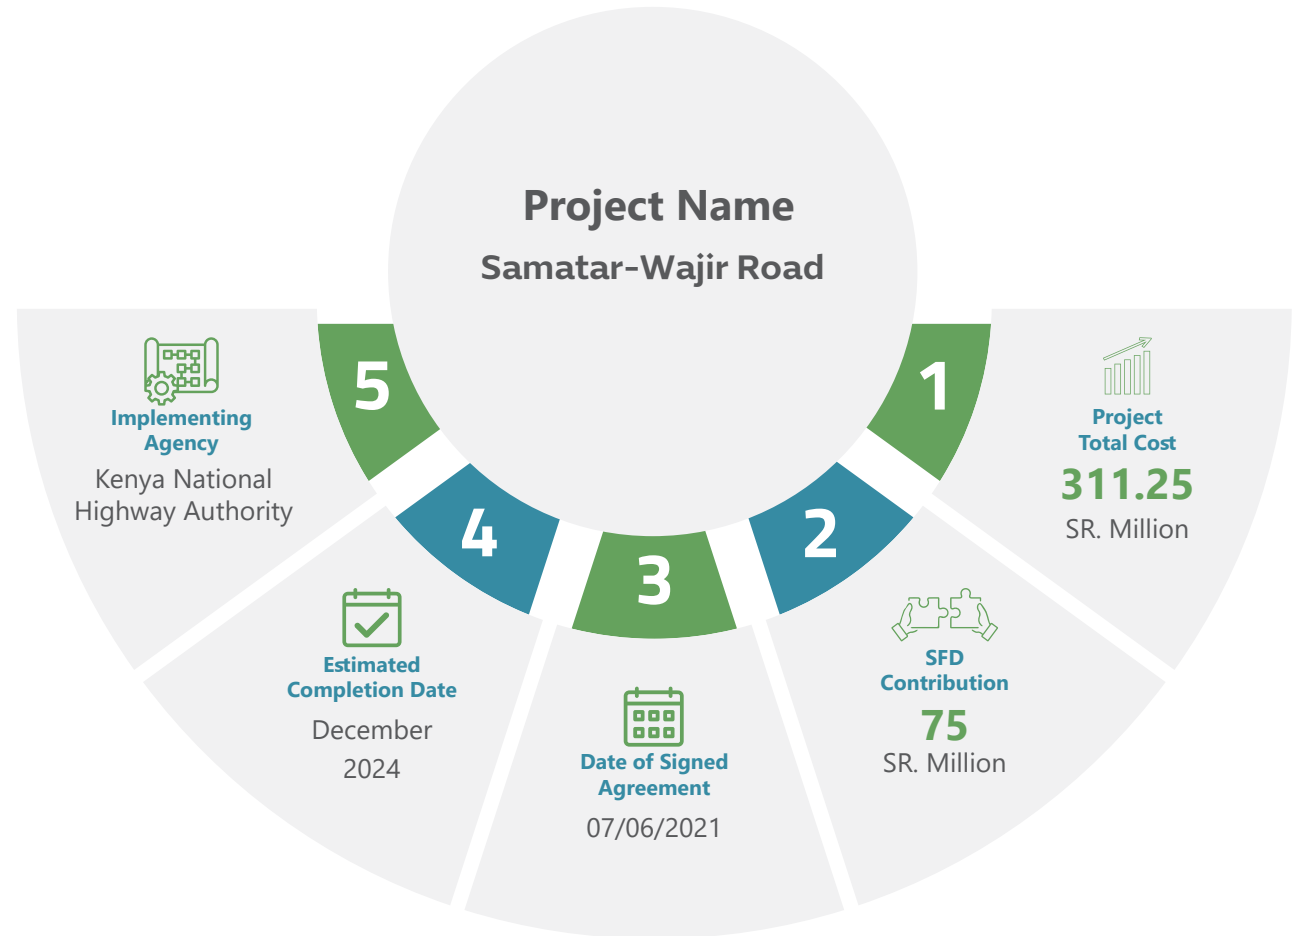 Project Name
Samatar-Wajir Road
1
Project
Total Cost
311.25
SR. Million
2
SFD
Contribution
75
SR. Million
3
Date of Signed
Agreement
07/06/2021
4
Estimated
Completion Date
December
2024
5
Implementing
Agency
Kenya National
Highway Authority